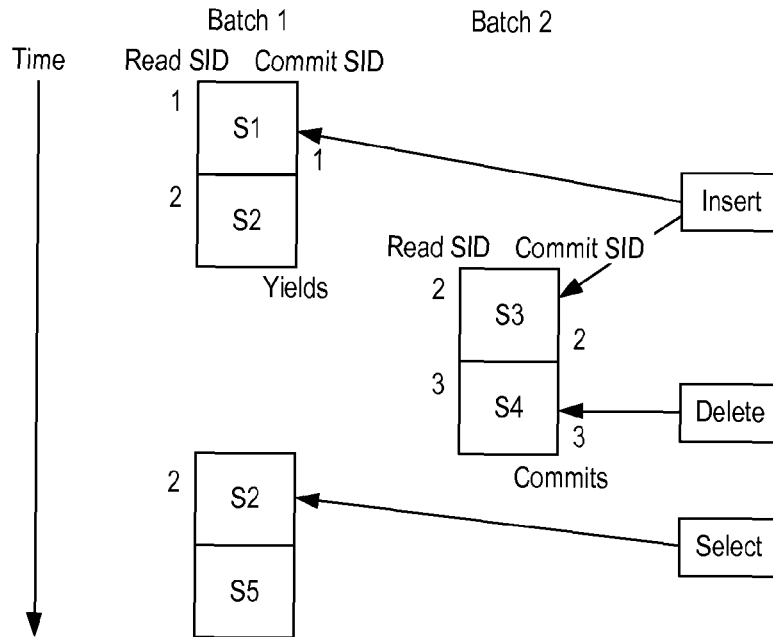 Batch 1
Batch 2
Time
Read SID
Commit SID
1
S1
1
Insert
2
S2
Yields
Read SID
Commit SID
2
S3
2
3
S4
Delete
3
Commits
2
S2
Select
S5